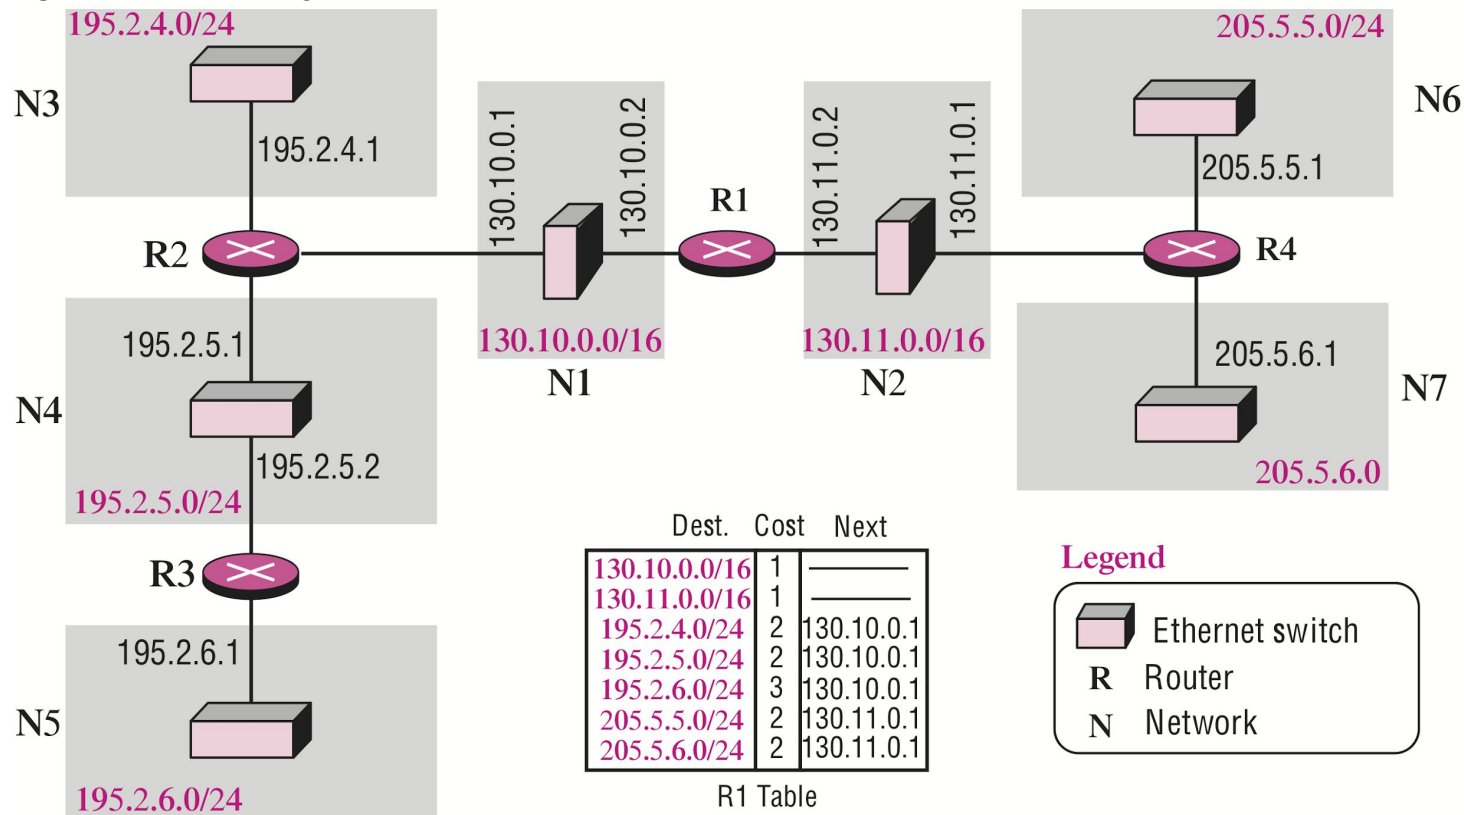 195.2.4.0/24
N3
195.2.4.1
R2
195.2.5.1
N4
195.2.5.2
195.2.5.0/24
R3
195.2.6.1
N5
195.2.6.0/24
130.10.0.1
130.10.0.2
130.10.0.0/16
N1
R1
130.11.0.2
130.11.0.1
130.11.0.0/16
N2
205.5.5.0/24
N6
205.5.5.1
R4
205.5.6.1
N7
205.5.6.0
Dest. Cost Next
130.10.0.0/16 1
130.11.0.0/16 1
195.2.4.0/24 2 130.10.0.1
195.2.5.0/24 2 130.10.0.1
195.2.6.0/24 3 130.10.0.1
205.5.5.0/24 2 130.11.0.1
205.5.6.0/24 2 130.11.0.1
R1 Table
Legend
Ethernet switch
R Router
N Network